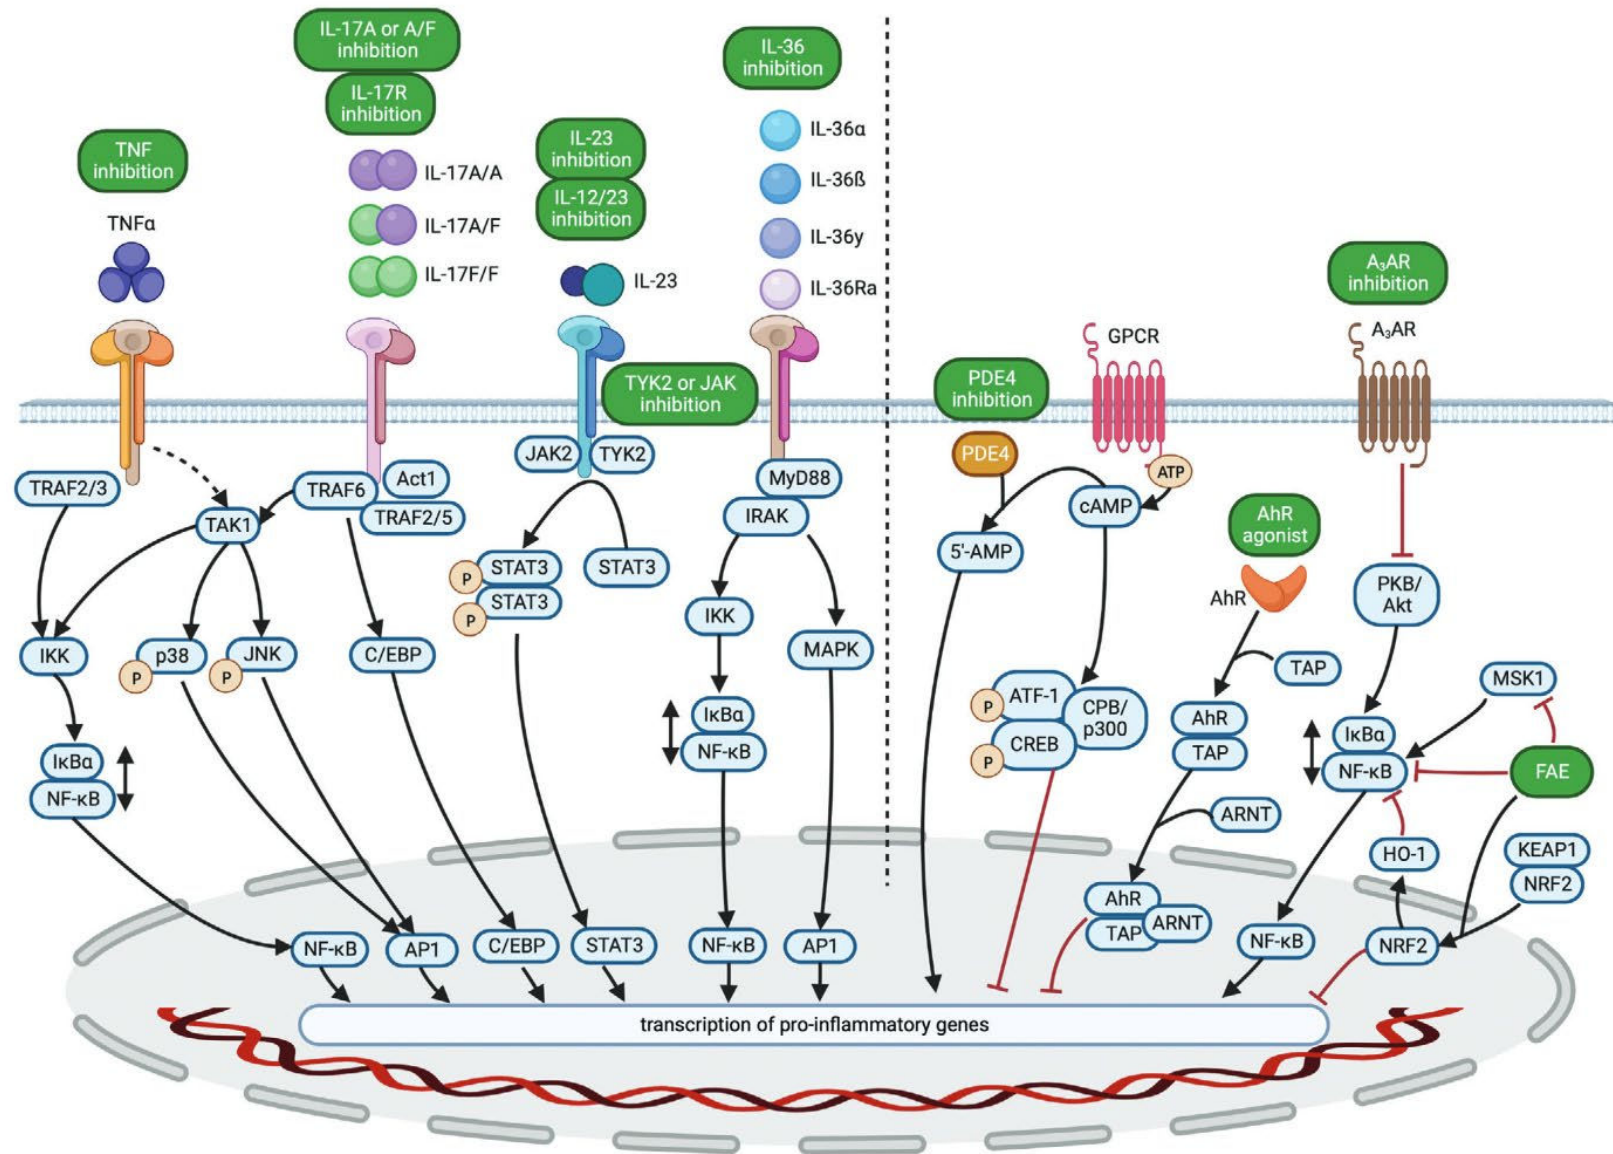 IL-17A or A/F
inhibition
IL-17R
inhibition
IL-36
inhibition
TNF
inhibition
IL-23
inhibition
IL-12/23
inhibition
IL-17A/A
IL-17A/F
IL-17F/F
IL-36α
IL-36ß
IL-36y
IL-36Ra
TNFα
IL-23
A₃AR
inhibition
A₃AR
GPCR
TYK2 or JAK
inhibition
PDE4
inhibition
PDE4
JAK2
TYK2
TRAF2/3
TRAF6
Act1
TRAF2/5
TAK1
MyD88
IRAK
ATP
cAMP
5'-AMP
AhR
agonist
AhR
STAT3
STAT3
STAT3
P
P
PKB/
Akt
IKK
p38
P
JNK
P
C/EBP
IKK
MAPK
TAP
MSK1
ATF-1
P
CREB
P
CPB/
p300
AhR
TAP
IκBα
NF-κB
IκBα
NF-κB
IκBα
NF-κB
FAE
ARNT
HO-1
KEAP1
NRF2
AhR
TAP
ARNT
NF-κB
AP1
C/EBP
STAT3
NF-κB
AP1
NF-κB
NRF2
transcription of pro-inflammatory genes